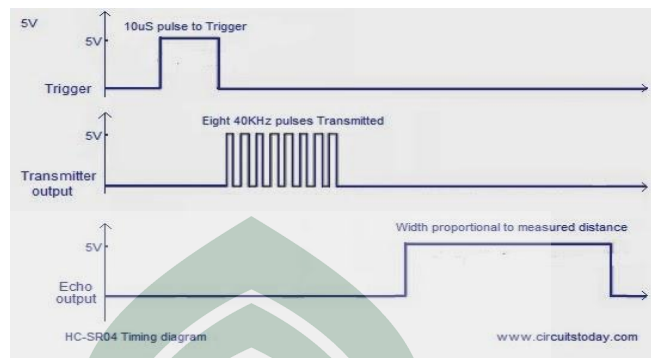 5V
10uS pulse to Trigger
5V
Trigger
Eight 40KHz pulses Transmitted
5V
Transmitter
output
Width proportional to measured distance
5V
Echo
output
HC-SR04 Timing diagram
www.circuitstoday.com